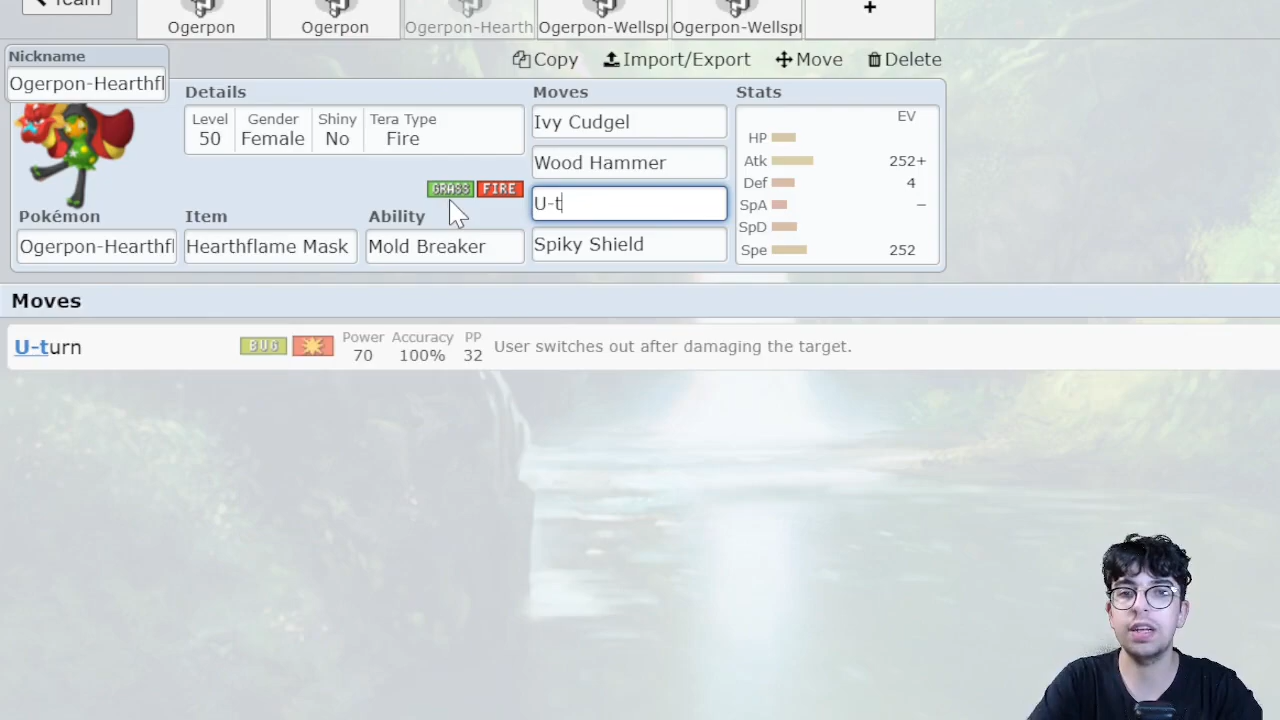 Team
Ogerpon
Ogerpon
Ogerpon-Hearth
Ogerpon-Wellsp
Ogerpon-Wellsp
+
Nickname
Ogerpon-Hearthfl
Copy
Import/Export
Move
Delete
Details
Level
50
Gender
Female
Shiny
No
Tera Type
Fire
GRASS
FIRE
Pokémon
Ogerpon-Hearthfl
Item
Hearthflame Mask
Ability
Mold Breaker
Moves
Ivy Cudgel
Wood Hammer
U-t
Spiky Shield
Stats
EV
HP
Atk 252+
Def 4
SpA –
SpD
Spe 252
Moves
U-turn
BUG
Power
70
Accuracy
100%
PP
32
User switches out after damaging the target.